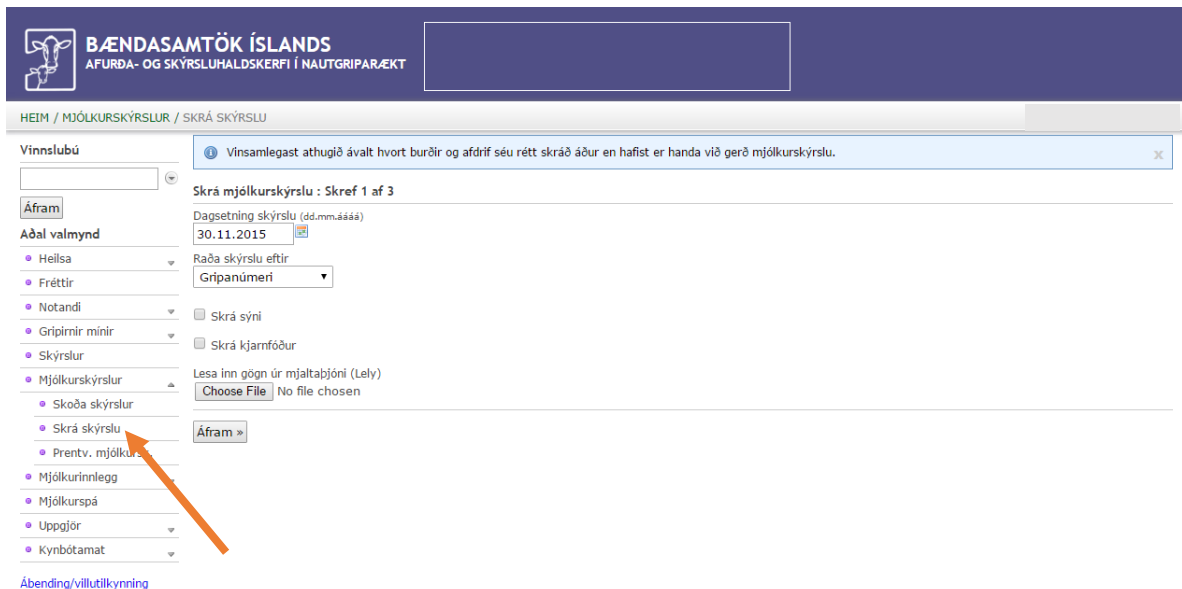 BÆNDASAMTÖK ÍSLANDS
AFURÐA- OG SKÝRSLUHALDSKERFI Í NAUTGRIPARÆKT
HEIM / MJÓLKURSKÝRSLUR / SKRÁ SKÝRSLU
Vinnslubú
Áfram
Aðal valmynd
Heilsa
Fréttir
Notandi
Gripirnir mínir
Skýrslur
Mjólkurskýrslur
Skoða skýrslur
Skrá skýrslu
Prentv.
Mjólkurinnlegg
Mjólkurspá
Uppgjör
Kynbótamat
Ábending/villutilkynning
Vinsamlegast athugið ávalt hvort burðir og afdrif séu rétt skráð áður en hafist er handa við gerð mjólkurskýrslu.
x
Skrá mjólkurskýrslu : Skref 1 af 3
Dagsetning skýrslu (dd.mm.áááá)
30.11.2015
Raða skýrslu eftir
Gripanúmeri
Skrá sýni
Skrá kjarnfóður
Lesa inn gögn úr mjaltaþjóni (Lely)
Choose File No file chosen
Áfram »